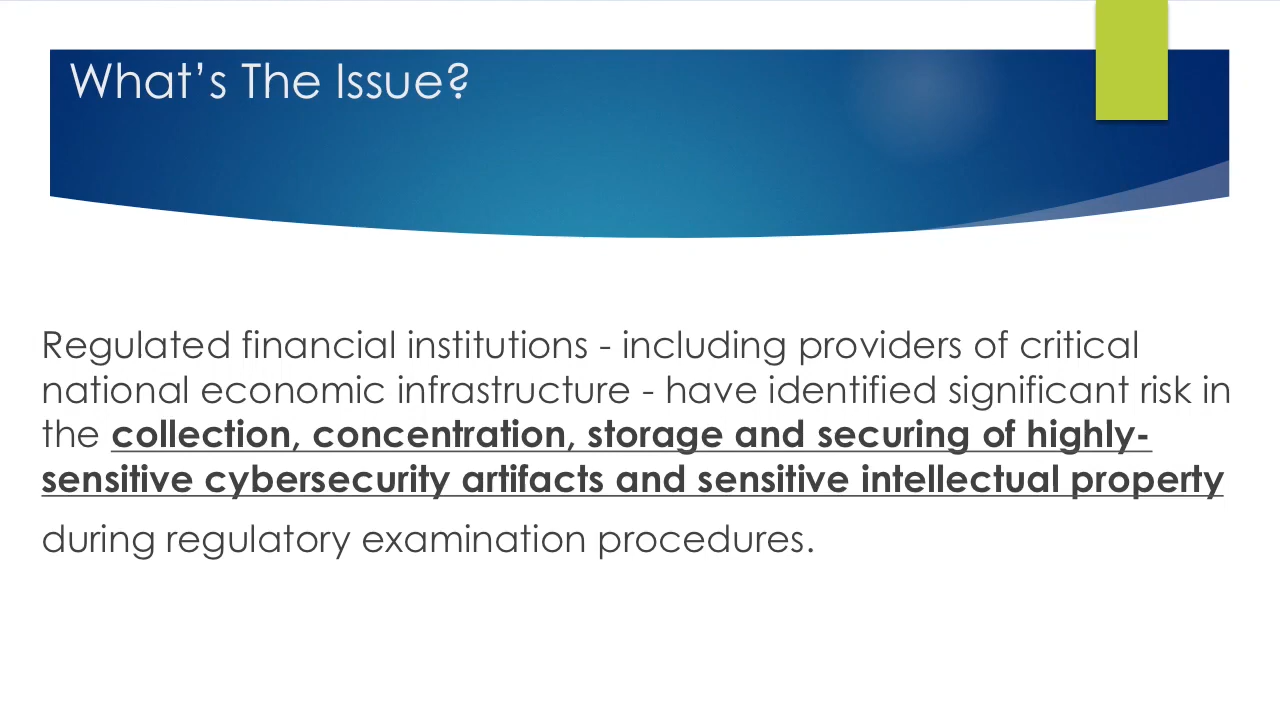 What’s The Issue?
Regulated financial institutions - including providers of critical
national economic infrastructure - have identified significant risk in
the collection, concentration, storage and securing of highly-
sensitive cybersecurity artifacts and sensitive intellectual property
during regulatory examination procedures.